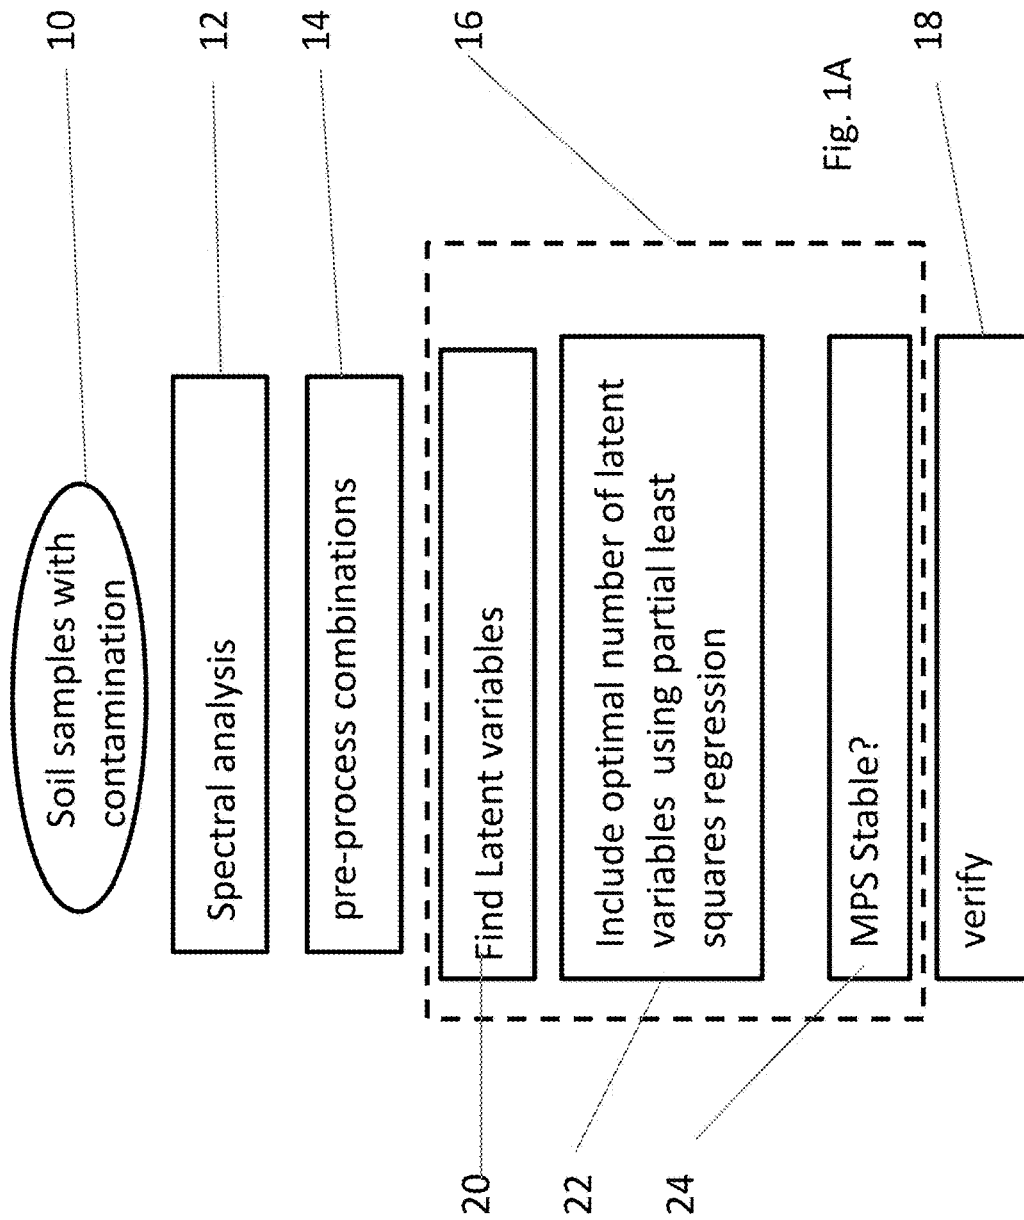 10
Soil samples with
contamination
12
Spectral analysis
14
pre-process combinations
16
20
Find Latent variables
22
Include optimal number of latent
variables using partial least
squares regression
24
MPS Stable?
18
verify
Fig. 1A